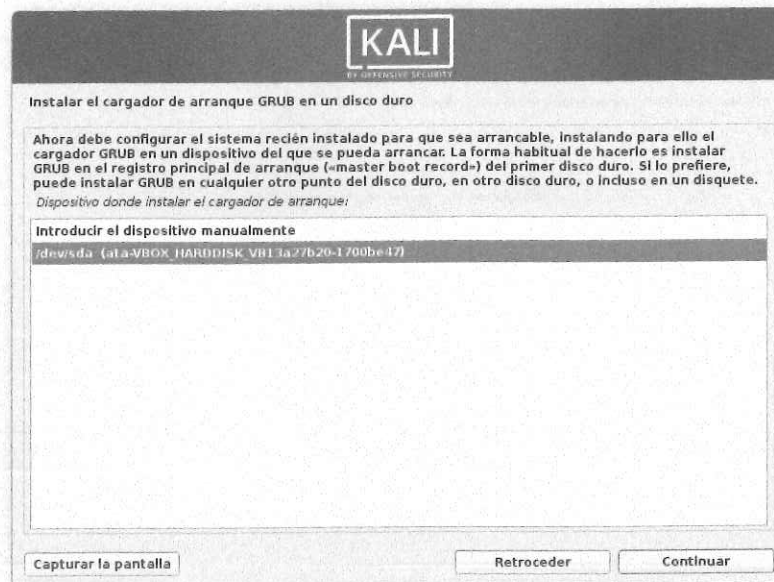 KALI
BY OFFENSIVE SECURITY
Instalar el cargador de arranque GRUB en un disco duro
Ahora debe configurar el sistema recién instalado para que sea arrancable, instalando para ello el
cargador GRUB en un dispositivo del que se pueda arrancar. La forma habitual de hacerlo es instalar
GRUB en el registro principal de arranque («master boot record») del primer disco duro. Si lo prefiere,
puede instalar GRUB en cualquier otro punto del disco duro, en otro disco duro, o incluso en un disquete.
Dispositivo donde instalar el cargador de arranque:
Introducir el dispositivo manualmente
/dev/sda (ata-VBOX_HARDDISK_VB13a27b20-1700be47)
Capturar la pantalla
Retroceder
Continuar